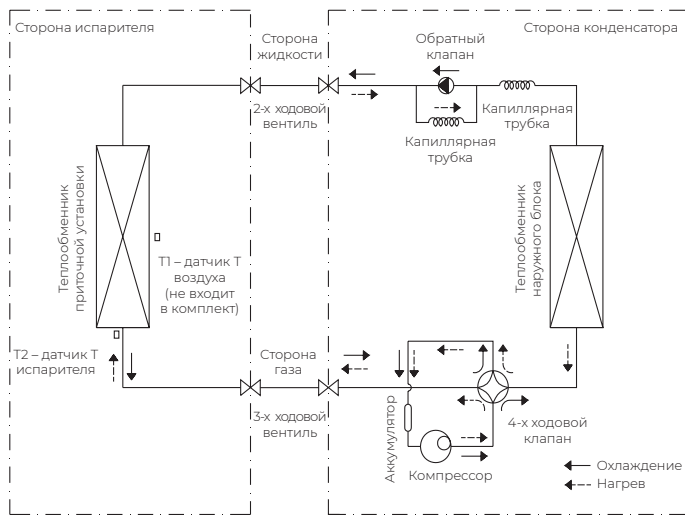 Сторона испарителя
Сторона
жидкости
Обратный
клапан
Сторона конденсатора
2-х ходовой
вентиль
Капиллярная
трубка
Капиллярная
трубка
Теплообменник
приточной установки
Т1 – датчик Т
воздуха
(не входит
в комплект)
Теплообменник
наружного блока
Т2 – датчик Т
испарителя
Сторона
газа
3-х ходовой
вентиль
Аккумулятор
4-х ходовой
клапан
Компрессор
Охлаждение
Нагрев